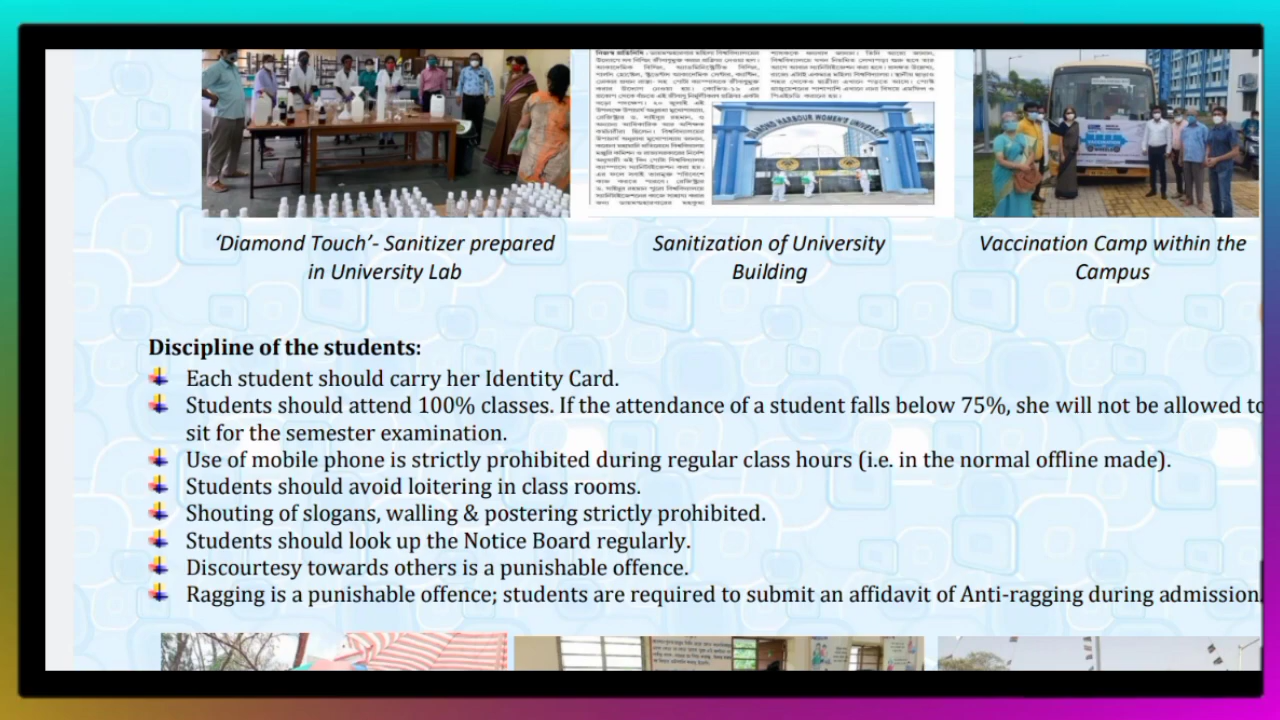 DIAMOND HARBOUR WOMEN'S UNIVERSITY
‘Diamond Touch’- Sanitizer prepared
in University Lab
Sanitization of University
Building
Vaccination Camp within the
Campus
Discipline of the students:
Each student should carry her Identity Card.
Students should attend 100% classes. If the attendance of a student falls below 75%, she will not be allowed to
sit for the semester examination.
Use of mobile phone is strictly prohibited during regular class hours (i.e. in the normal offline made).
Students should avoid loitering in class rooms.
Shouting of slogans, walling & postering strictly prohibited.
Students should look up the Notice Board regularly.
Discourtesy towards others is a punishable offence.
Ragging is a punishable offence; students are required to submit an affidavit of Anti-ragging during admission.